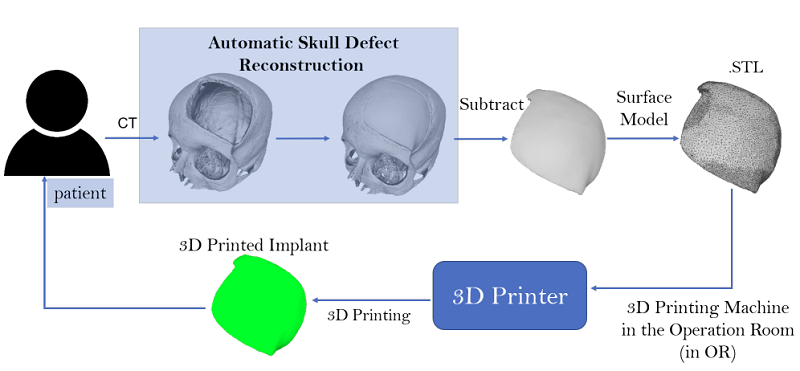 Automatic Skull Defect
Reconstruction
CT
patient
Subtract
Surface
Model
.STL
3D Printed Implant
3D Printing
3D Printer
3D Printing Machine
in the Operation Room
(in OR)